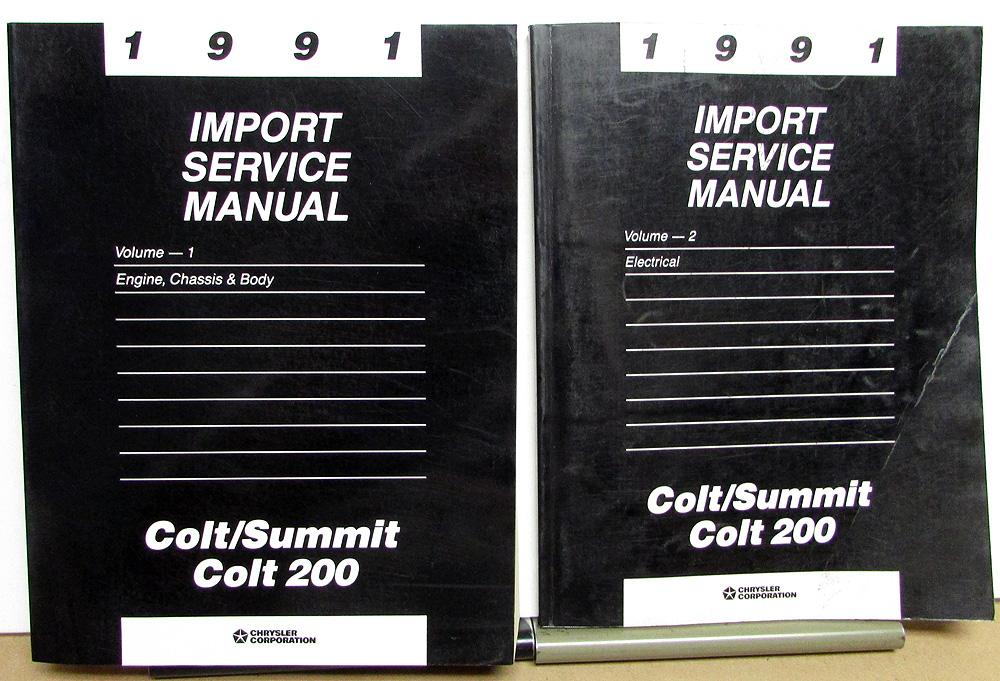 1 9 9 1
IMPORT
SERVICE
MANUAL
Volume — 1
Engine, Chassis & Body
Colt/Summit
Colt 200
CHRYSLER
CORPORATION
1 9 9 1
IMPORT
SERVICE
MANUAL
Volume — 2
Electrical
Colt/Summit
Colt 200
CHRYSLER
CORPORATION